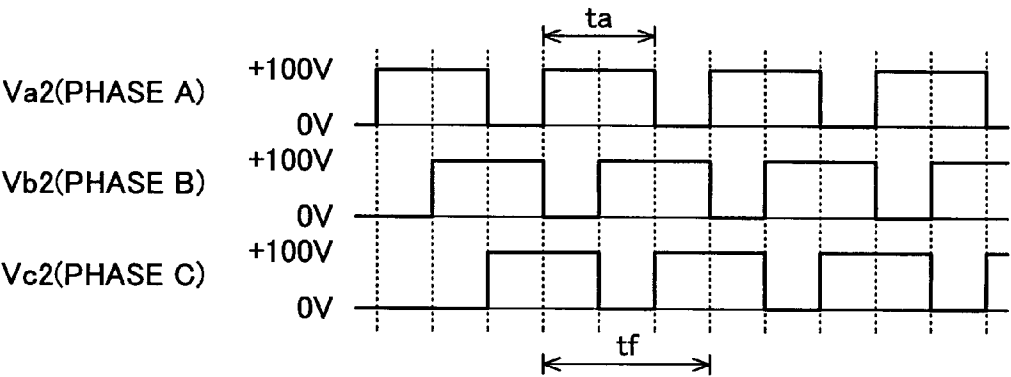 ta
Va2(PHASE A)
+100V
0V
Vb2(PHASE B)
+100V
0V
Vc2(PHASE C)
+100V
0V
tf